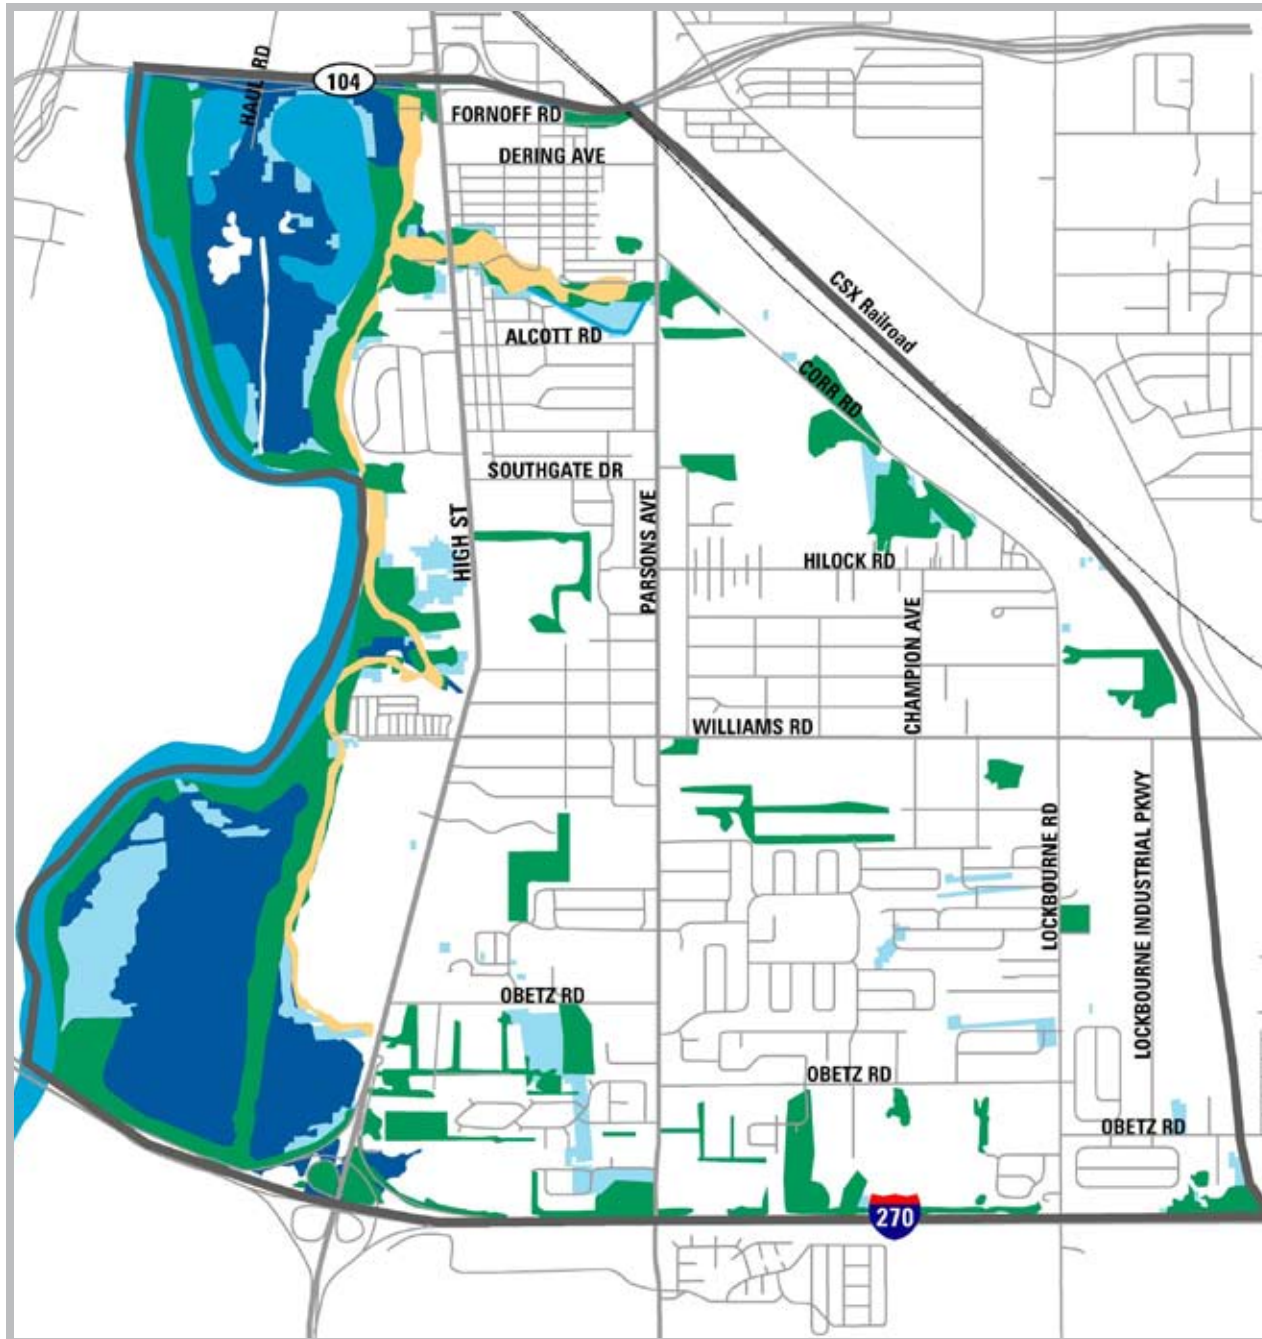 HAUL RD
104
FORNOFF RD
DERING AVE
CSX Railroad
ALCOTT RD
CORR RD
SOUTHGATE DR
HIGH ST
PARSONS AVE
HILOCK RD
CHAMPION AVE
WILLIAMS RD
LOCKBOURNE RD
LOCKBOURNE INDUSTRIAL PKWY
OBETZ RD
OBETZ RD
OBETZ RD
270